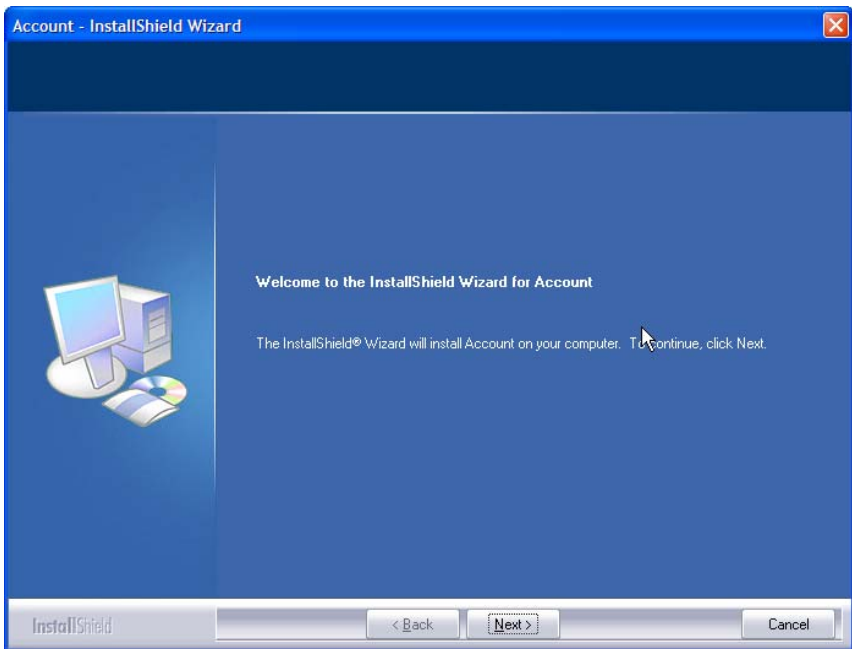 Account - InstallShield Wizard
Welcome to the InstallShield Wizard for Account
The InstallShield® Wizard will install Account on your computer. To continue, click Next.
InstallShield
< Back
Next >
Cancel